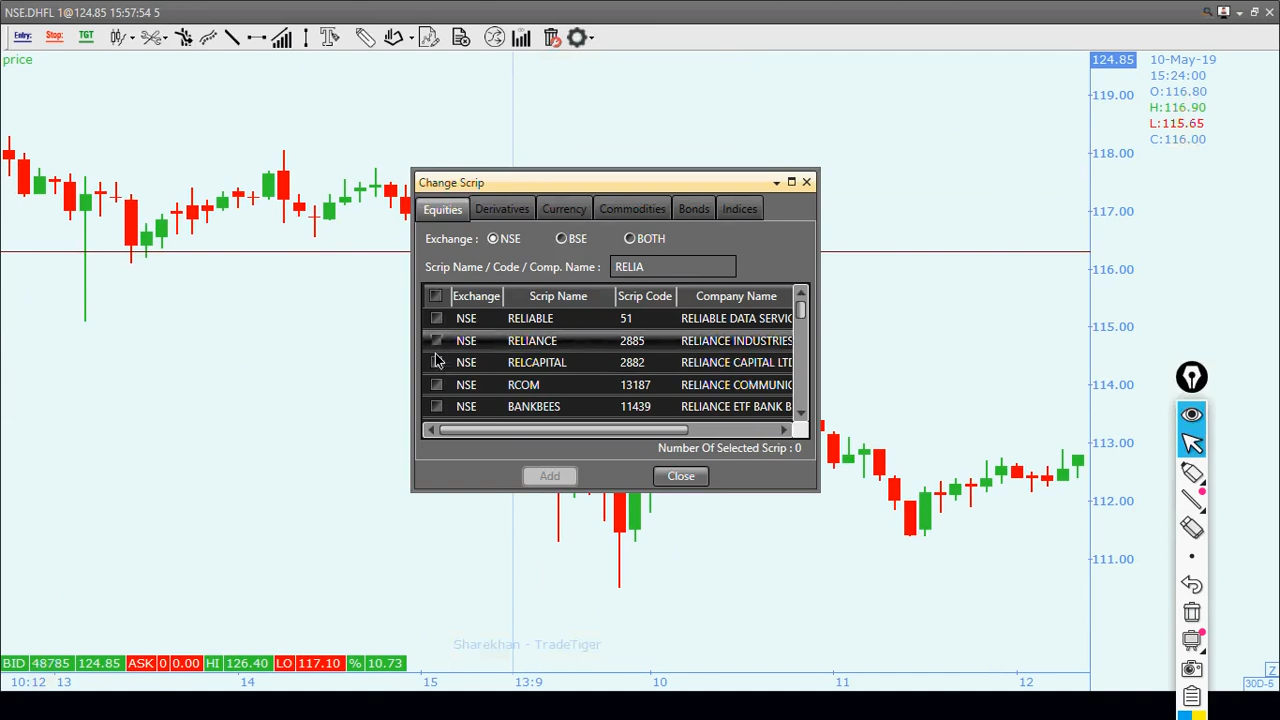 NSE.DHFL 1@124.85 15:57:54 5
Entry: Stop: TGT
price
124.85
119.00
118.00
117.00
116.00
115.00
114.00
113.00
112.00
111.00
10-May-19
15:24:00
O:116.80
H:116.90
L:115.65
C:116.00
Change Scrip
Equities Derivatives Currency Commodities Bonds Indices
Exchange : NSE BSE BOTH
Scrip Name / Code / Comp. Name : RELIA
Exchange Scrip Name Scrip Code Company Name
NSE RELIABLE 51 RELIABLE DATA SERVIC
NSE RELIANCE 2885 RELIANCE INDUSTRIES
NSE RELCAPITAL 2882 RELIANCE CAPITAL LTD
NSE RCOM 13187 RELIANCE COMMUNIC
NSE BANKBEES 11439 RELIANCE ETF BANK B
Number Of Selected Scrip : 0
Add Close
Sharekhan - TradeTiger
BID 48785 124.85 ASK 0 0.00 HI 126.40 LO 117.10 % 10.73
10:12 13 14 15 13:9 10 11 12
Z
30D-5